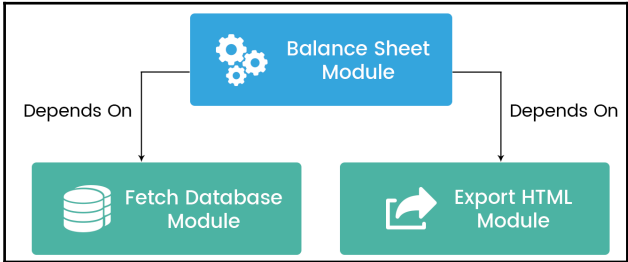 Balance Sheet
Module
Depends On
Depends On
Fetch Database
Module
Export HTML
Module